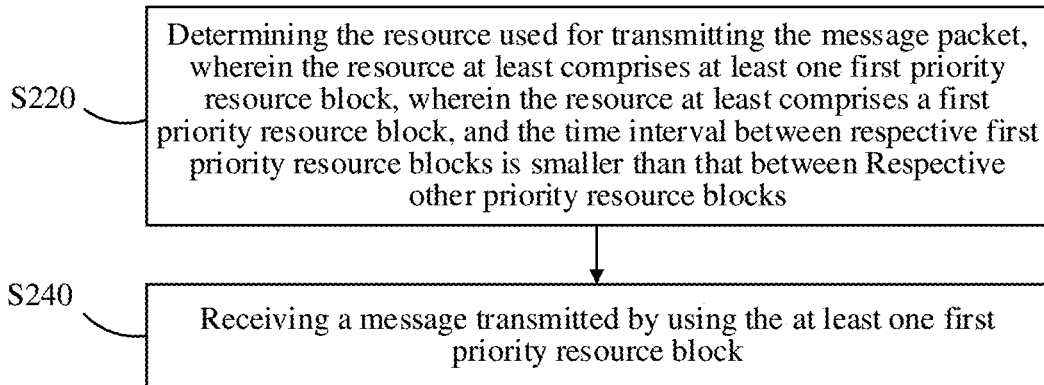 S220
Determining the resource used for transmitting the message packet,
wherein the resource at least comprises at least one first priority
resource block, wherein the resource at least comprises a first
priority resource block, and the time interval between respective first
priority resource blocks is smaller than that between Respective
other priority resource blocks
S240
Receiving a message transmitted by using the at least one first
priority resource block